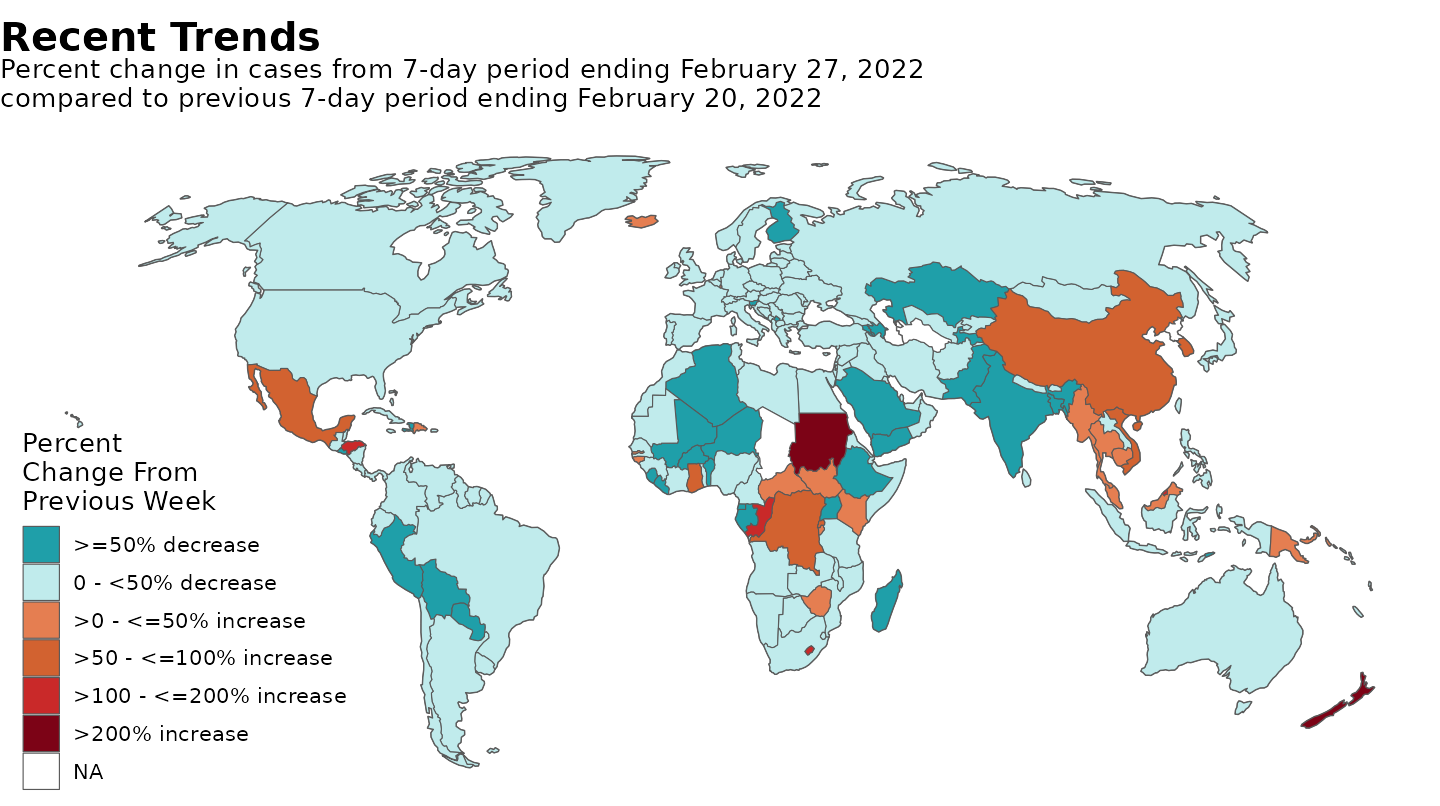 Recent Trends
Percent change in cases from 7-day period ending February 27, 2022
compared to previous 7-day period ending February 20, 2022
Percent
Change From
Previous Week
>=50% decrease
0 - <50% decrease
>0 - <=50% increase
>50 - <=100% increase
>100 - <=200% increase
>200% increase
NA